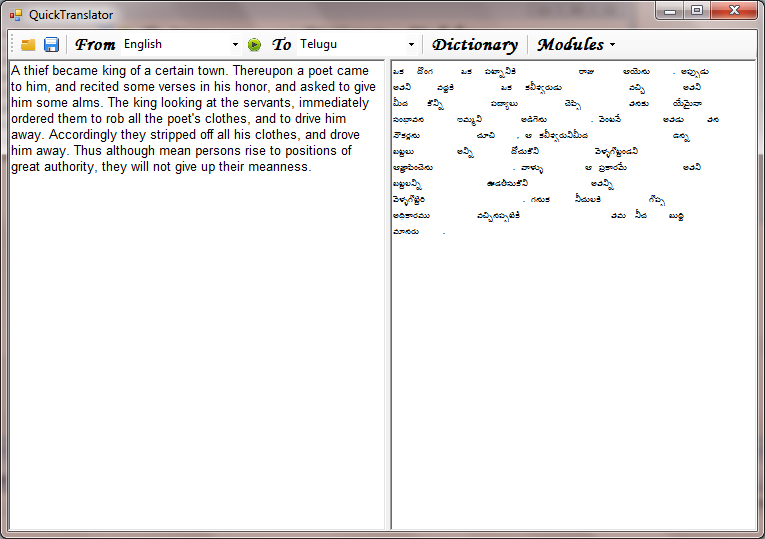 QuickTranslator
From English To Telugu Dictionary Modules
A thief became king of a certain town. Thereupon a poet came
to him, and recited some verses in his honor, and asked to give
him some alms. The king looking at the servants, immediately
ordered them to rob all the poet's clothes, and to drive him
away. Accordingly they stripped off all his clothes, and drove
him away. Thus although mean persons rise to positions of
great authority, they will not give up their meanness.
ఒక దొంగ ఒక పట్నానికి రాజు ఆయెను . అప్పుడు
అతని వద్దకి ఒక కవీశ్వరుడు వచ్చి అతని
మీద కొన్ని పద్యాలు చెప్పి తనకు యేమైనా
సంభావన ఇమ్మని అడిగెను . వెంటనే అతడు తన
నౌకర్లను చూచి , ఆ కవీశ్వరునిమీద ఉన్న
బట్టలు అన్ని దోచుకొని వెళ్ళగొట్టండని
ఆజ్ఞాపించెను . వాళ్ళు ఆ ప్రకారమే అతని
బట్టలన్ని ఊడతీసుకొని అతన్ని
వెళ్ళగొట్టిరి . గనుక నీచులకి గొప్ప
అధికారము వచ్చినప్పటికి తమ నీచ బుద్ధి
మానరు .